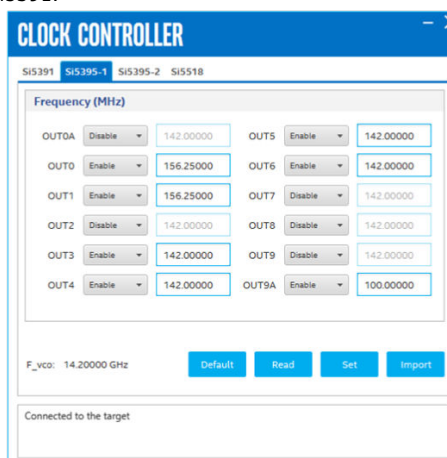 CLOCK CONTROLLER
Si5391 Si5395-1 Si5395-2 Si5518
Frequency (MHz)
OUT0A Disable 142.00000 OUT5 Enable 142.00000
OUT0 Enable 156.25000 OUT6 Enable 142.00000
OUT1 Enable 156.25000 OUT7 Disable 142.00000
OUT2 Disable 142.00000 OUT8 Disable 142.00000
OUT3 Enable 142.00000 OUT9 Disable 142.00000
OUT4 Enable 142.00000 OUT9A Enable 100.00000
F_vco: 14.20000 GHz Default Read Set Import
Connected to the target